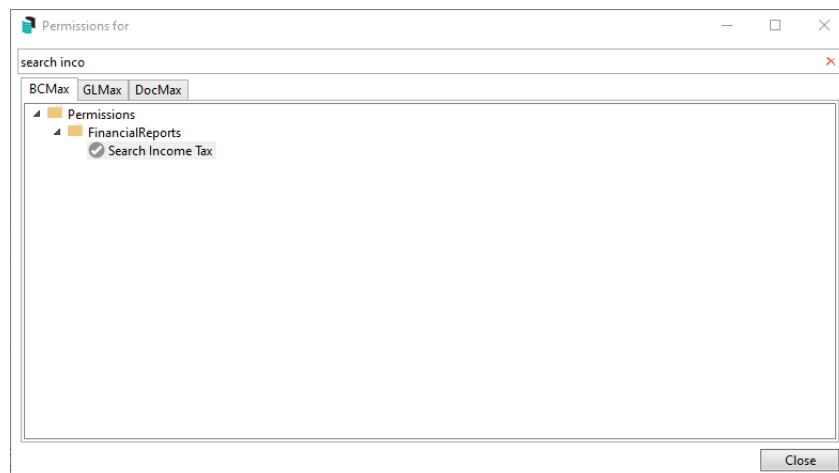 Permissions for
search inco
BCMax GLMax DocMax
Permissions
FinancialReports
Search Income Tax
Close